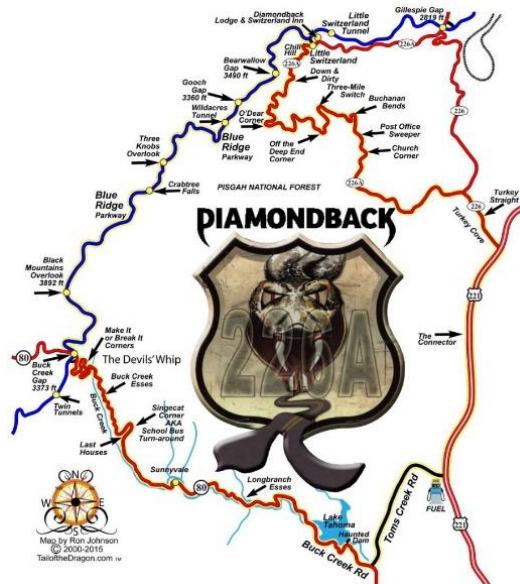 Diamondback
Lodge & Switzerland Inn
Little
Switzerland
Tunnel
Gillespie Gap
2819 ft
Chill
Hill
Little
Switzerland
226A
226A
Bearwallow
Gap
3490 ft
Down &
Dirty
Three-Mile
Switch
Gooch
Gap
3360 ft
Buchanan
Bends
226
Wildacres
Tunnel
O'Dear
Corner
Blue
Ridge
Parkway
Post Office
Sweeper
Off the
Deep End
Corner
Church
Corner
Three
Knobs
Overlook
226A
Blue
Ridge
Parkway
Crabtree
Falls
PISGAH NATIONAL FOREST
226
Turkey
Straight
Turkey Cove
DIAMONDBACK
226A
Black
Mountains
Overlook
3892 ft
221
The
Connector
Make It
or Break It
Corners
80
The Devils' Whip
Buck
Creek
Gap
3373 ft
Buck Creek
Esses
Twin
Tunnels
Buck Creek
Singecat
Corner
AKA
School Bus
Turn-around
Last
Houses
Sunnyvale
80
Longbranch
Esses
Lake
Tahoma
Haunted
Dam
Buck Creek Rd
Toms Creek Rd
FUEL
221
N
W
E
S
Map by Ron Johnson
© 2000-2015
TailoftheDragon.com TM